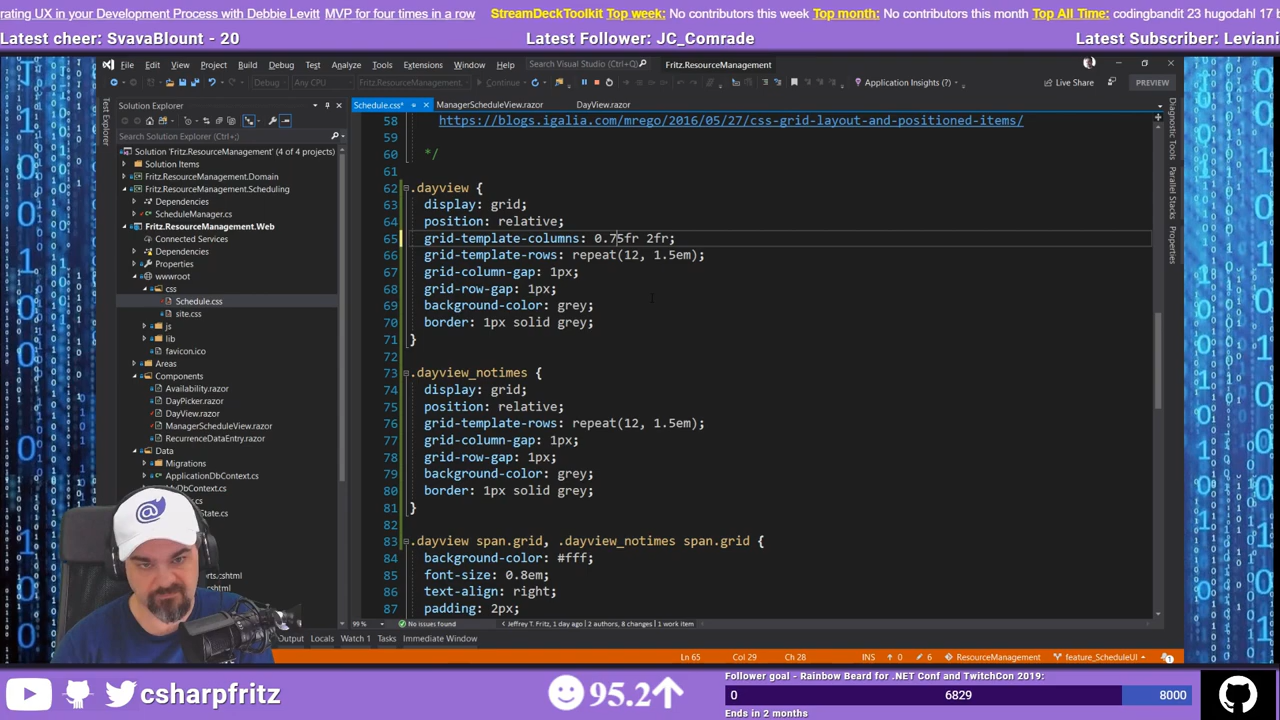 rating UX in your Development Process with Debbie Levitt MVP for four times in a row StreamDeckToolkit Top week: No contributors this week Top month: No contributors this month Top All Time: codingbandit 23 hugodahl 17
Latest cheer: SvavaBlount - 20 Latest Follower: JC_Comrade Latest Subscriber: Leviani
File Edit View Project Build Debug Test Analyze Tools Extensions Window Help Search Visual Studio (Ctrl+Q) Fritz.ResourceManagement
Debug Any CPU Fritz.ResourceManagement. Continue Application Insights (?) Live Share PREVIEW
Test Explorer
Solution Explorer
Search Solution Explorer (Ctrl+;)
Solution 'Fritz.ResourceManagement' (4 of 4 projects)
Solution Items
Fritz.ResourceManagement.Domain
Fritz.ResourceManagement.Scheduling
Dependencies
ScheduleManager.cs
Fritz.ResourceManagement.Web
Connected Services
Dependencies
Properties
wwwroot
css
Schedule.css
site.css
js
lib
favicon.ico
Areas
Components
Availability.razor
DayPicker.razor
DayView.razor
ManagerScheduleView.razor
RecurrenceDataEntry.razor
Data
Migrations
ApplicationDbContext.cs
MyDbContext.cs
Schedule.css* ManagerScheduleView.razor DayView.razor
58 https://blogs.igalia.com/mrego/2016/05/27/css-grid-layout-and-positioned-items/
59
60 */
61
62 .dayview {
63 display: grid;
64 position: relative;
65 grid-template-columns: 0.75fr 2fr;
66 grid-template-rows: repeat(12, 1.5em);
67 grid-column-gap: 1px;
68 grid-row-gap: 1px;
69 background-color: grey;
70 border: 1px solid grey;
71 }
72
73 .dayview_notimes {
74 display: grid;
75 position: relative;
76 grid-template-rows: repeat(12, 1.5em);
77 grid-column-gap: 1px;
78 grid-row-gap: 1px;
79 background-color: grey;
80 border: 1px solid grey;
81 }
82
83 .dayview span.grid, .dayview_notimes span.grid {
84 background-color: #fff;
85 font-size: 0.8em;
86 text-align: right;
87 padding: 2px;
Diagnostic Tools
Parallel Stacks
Properties
99 % No issues found Jeffrey T. Fritz, 1 day ago | 2 authors, 8 changes | 1 work item
Output Locals Watch 1 Tasks Immediate Window
Ln 65 Col 29 Ch 28 INS 0 6 ResourceManagement feature_ScheduleUI 1
csharpfritz
95.2
Follower goal - Rainbow Beard for .NET Conf and TwitchCon 2019:
0 6829 8000
Ends in 2 months